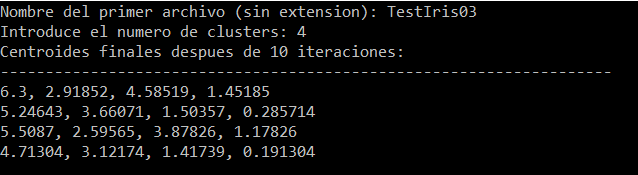 Nombre del primer archivo (sin extension): TestIris03
Introduce el numero de clusters: 4
Centroides finales despues de 10 iteraciones:
--------------------------------------------------------------------
6.3, 2.91852, 4.58519, 1.45185
5.24643, 3.66071, 1.50357, 0.285714
5.5087, 2.59565, 3.87826, 1.17826
4.71304, 3.12174, 1.41739, 0.191304